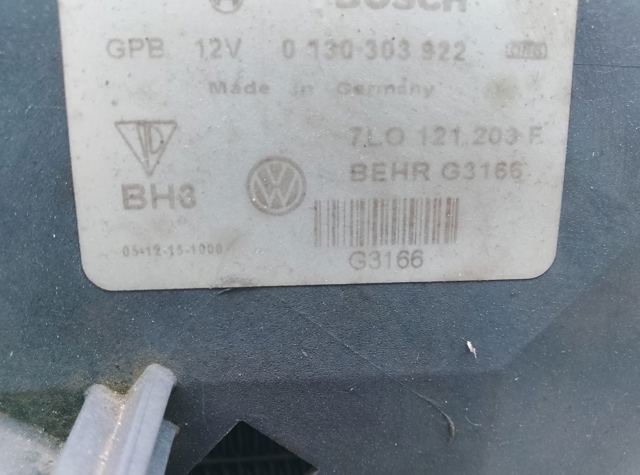 BOSCH
GPB 12V 0 130 303 922
Made in Germany
7L0 121 203 F
BEHR G3166
BH3
05-12-15-1000
G3166